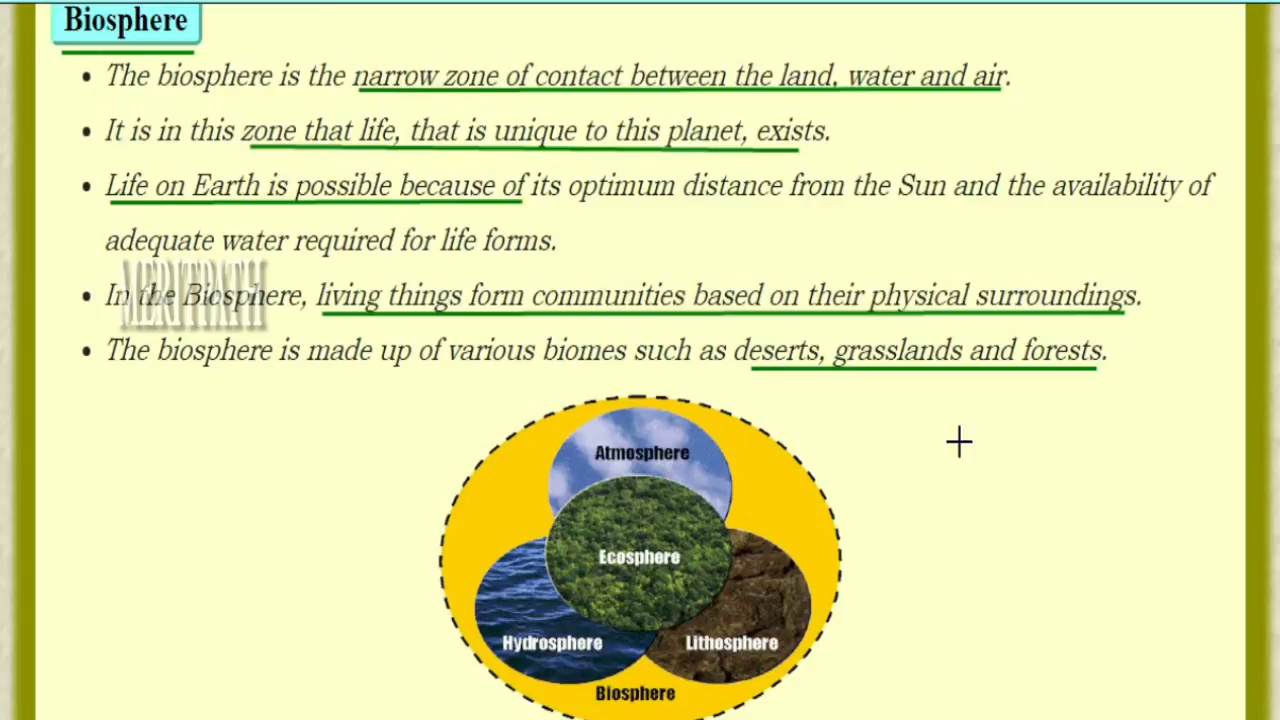 Biosphere
• The biosphere is the narrow zone of contact between the land, water and air.
• It is in this zone that life, that is unique to this planet, exists.
• Life on Earth is possible because of its optimum distance from the Sun and the availability of
adequate water required for life forms.
MERITPATH
• In the Biosphere, living things form communities based on their physical surroundings.
• The biosphere is made up of various biomes such as deserts, grasslands and forests.
Atmosphere
Ecosphere
Hydrosphere Lithosphere
Biosphere